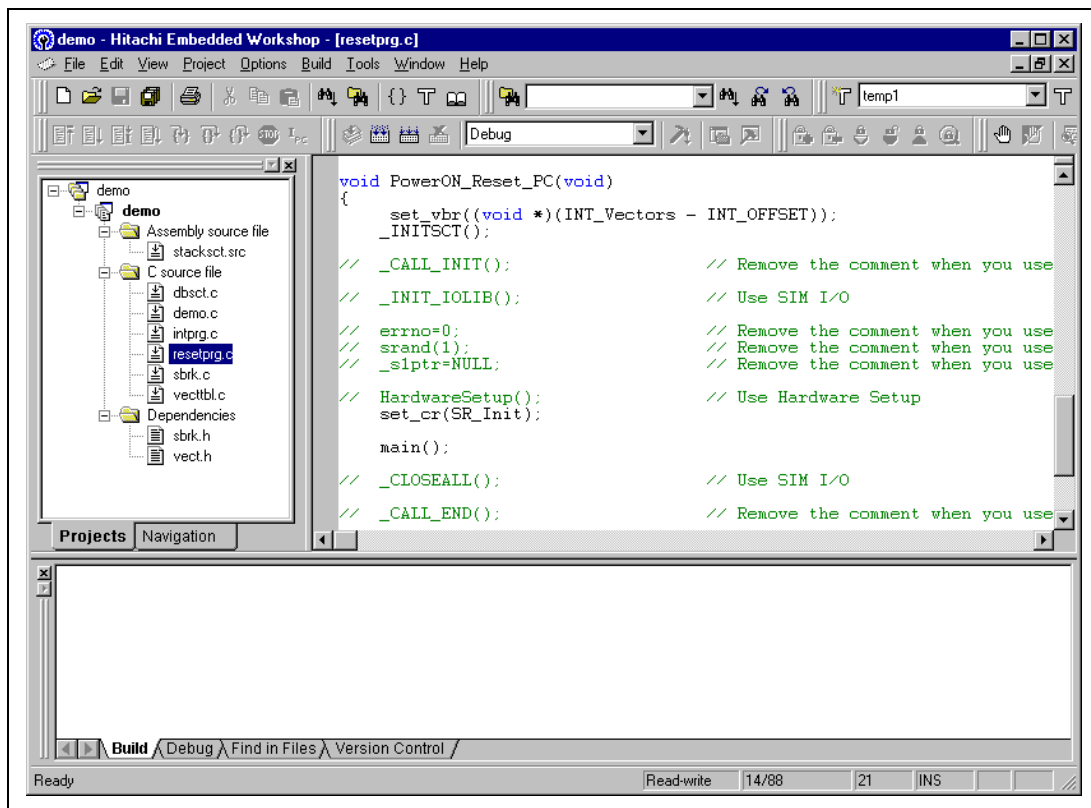 demo - Hitachi Embedded Workshop - [resetprg.c]
File Edit View Project Options Build Tools Window Help
{} temp1
STOP PC Debug
demo
demo
Assembly source file
stacksct.src
C source file
dbsct.c
demo.c
intprg.c
resetprg.c
sbrk.c
vecttbl.c
Dependencies
sbrk.h
vect.h
Projects Navigation
void PowerON_Reset_PC(void)
{
set_vbr((void *)(INT_Vectors - INT_OFFSET));
_INITSCT();
// _CALL_INIT(); // Remove the comment when you use
// _INIT_IOLIB(); // Use SIM I/O
// errno=0; // Remove the comment when you use
// srand(1); // Remove the comment when you use
// _s1ptr=NULL; // Remove the comment when you use
// HardwareSetup(); // Use Hardware Setup
set_cr(SR_Init);
main();
// _CLOSEALL(); // Use SIM I/O
// _CALL_END(); // Remove the comment when you use
Build Debug Find in Files Version Control
Ready Read-write 14/88 21 INS